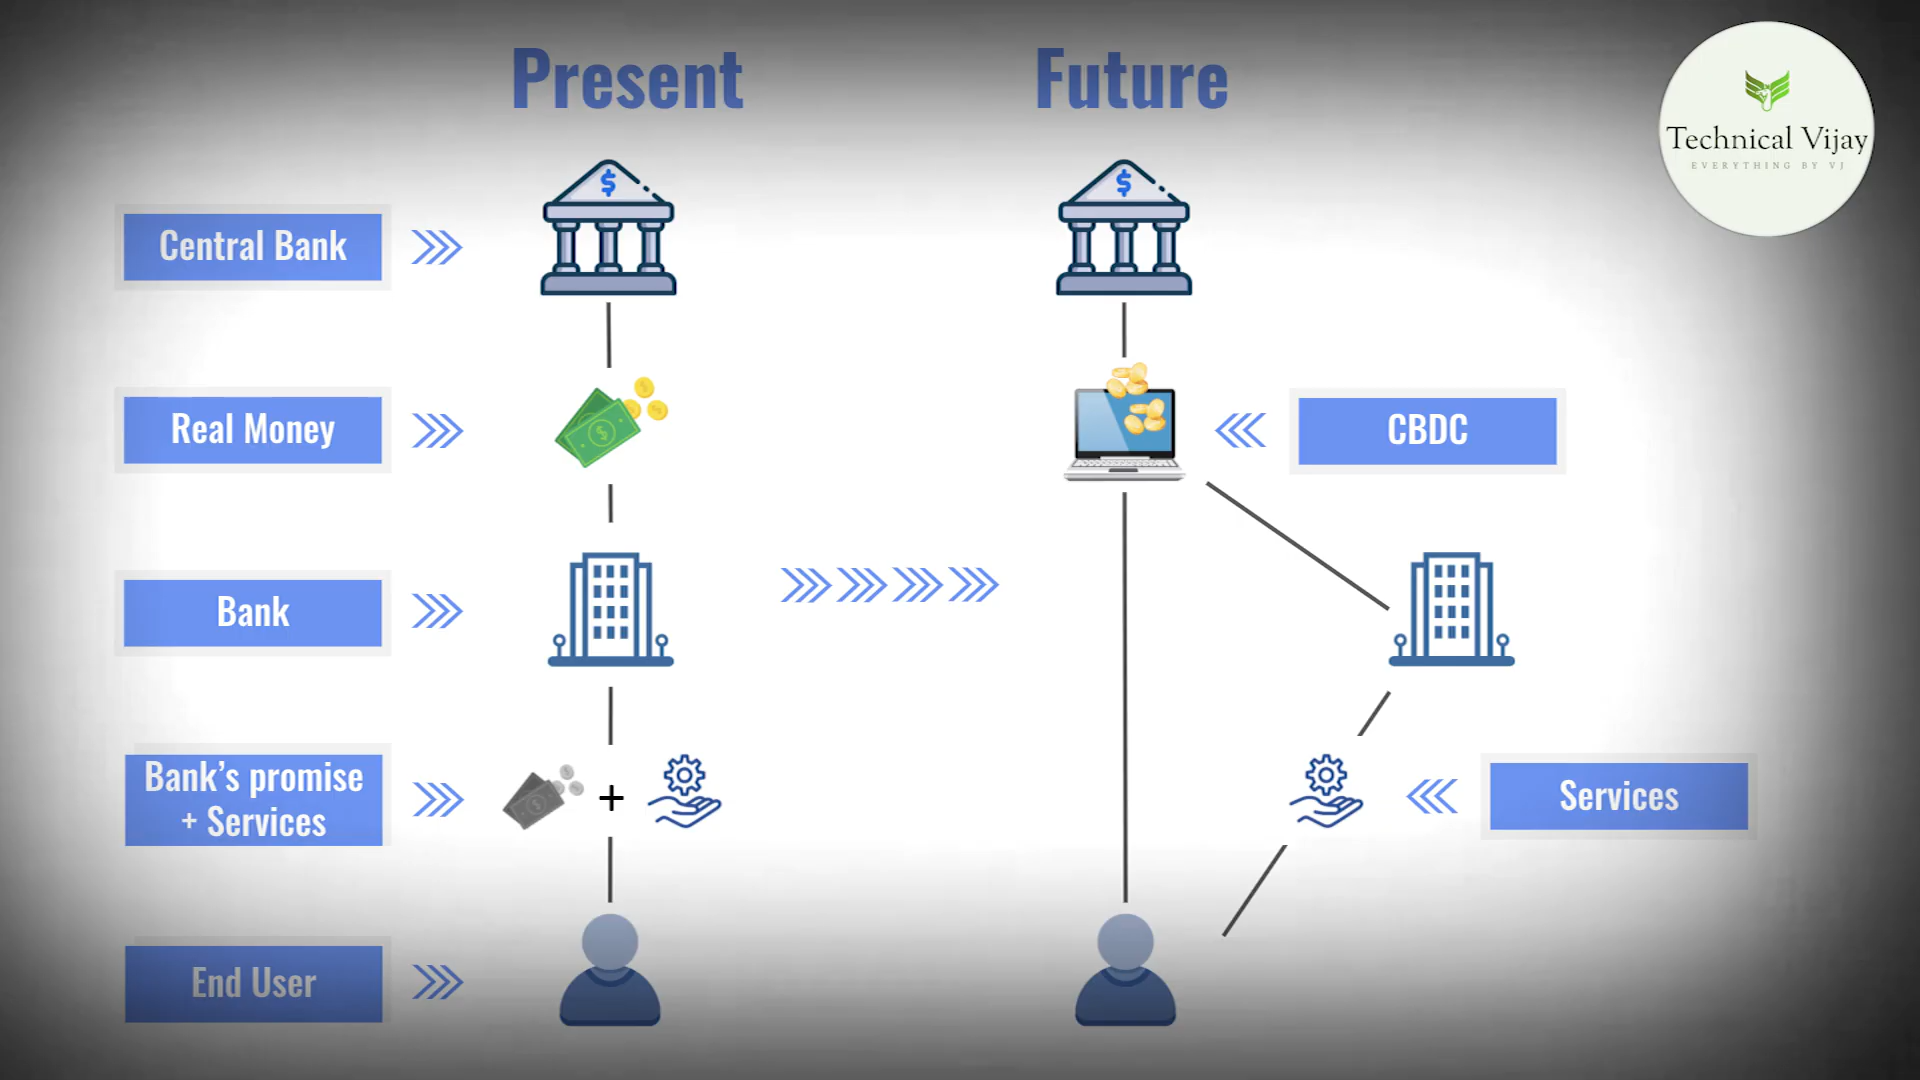 Present
Future
Technical Vijay
EVERYTHING BY VJ
Central Bank
Real Money
CBDC
Bank
Bank's promise
+ Services
+
Services
End User